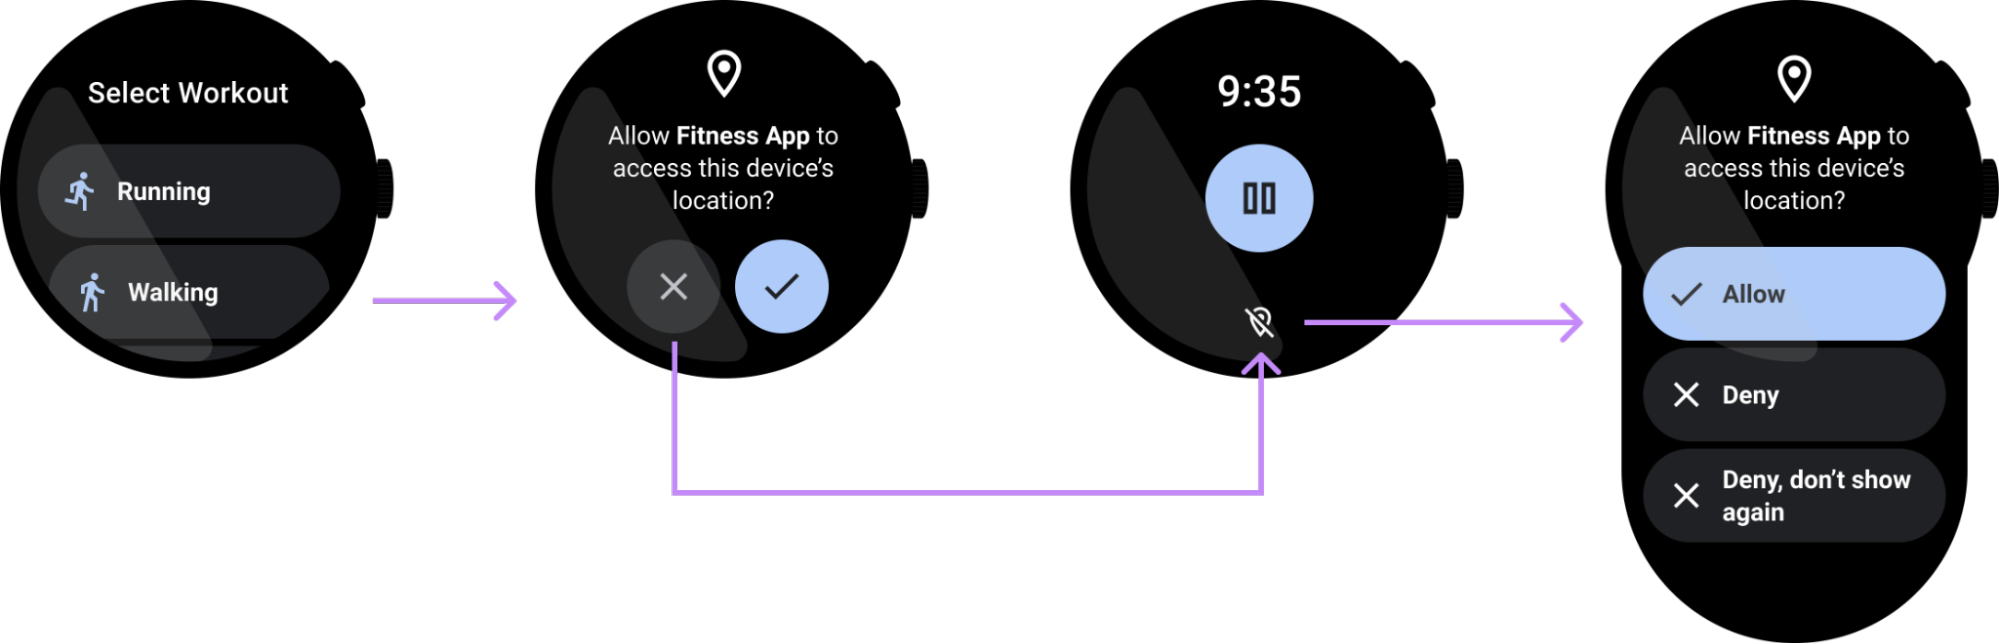 Select Workout
Running
Walking
Allow Fitness App to
access this device’s
location?
9:35
Allow Fitness App to
access this device’s
location?
Allow
Deny
Deny, don’t show
again